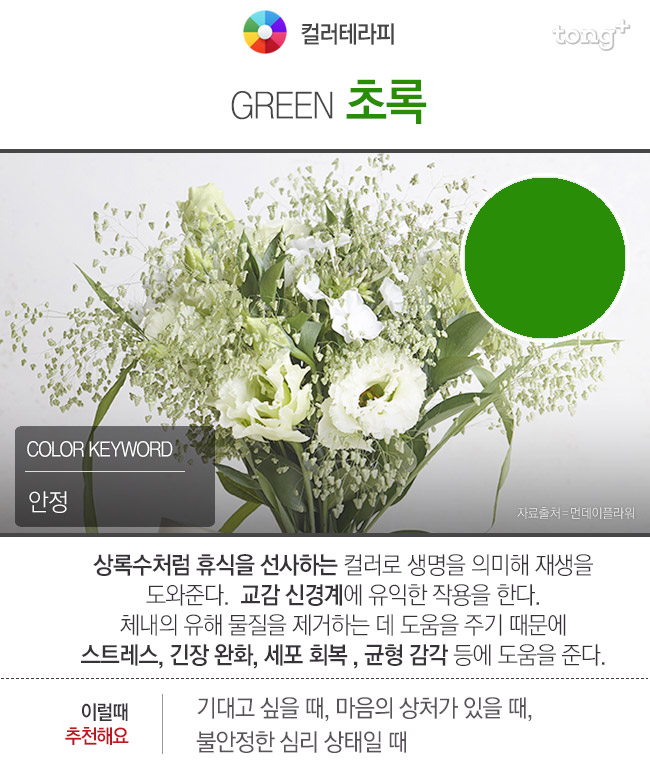 컬러테라피
tong+
GREEN 초록
COLOR KEYWORD
안정
자료출처=먼데이플라워
상록수처럼 휴식을 선사하는 컬러로 생명을 의미해 재생을
도와준다. 교감 신경계에 유익한 작용을 한다.
체내의 유해 물질을 제거하는 데 도움을 주기 때문에
스트레스, 긴장 완화, 세포 회복 , 균형 감각 등에 도움을 준다.
이럴때
추천해요
기대고 싶을 때, 마음의 상처가 있을 때,
불안정한 심리 상태일 때